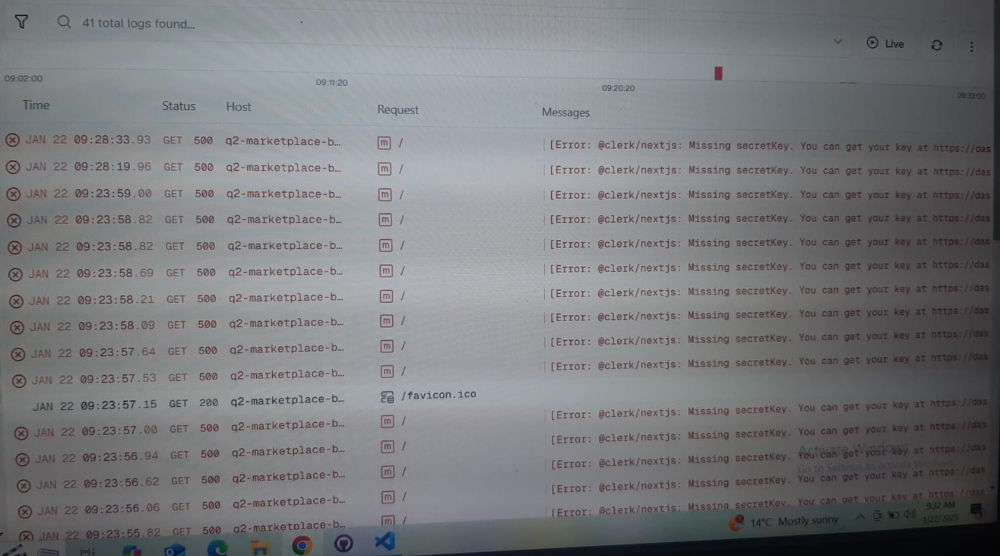 41 total logs found...
Live
09:02:00 09:11:20 09:20:20 09:33:00
Time Status Host Request Messages
JAN 22 09:28:33.93 GET 500 q2-marketplace-b... m / [Error: @clerk/nextjs: Missing secretKey. You can get your key at https://das
JAN 22 09:28:19.96 GET 500 q2-marketplace-b... m / [Error: @clerk/nextjs: Missing secretKey. You can get your key at https://das
JAN 22 09:23:59.00 GET 500 q2-marketplace-b... m / [Error: @clerk/nextjs: Missing secretKey. You can get your key at https://das
JAN 22 09:23:58.82 GET 500 q2-marketplace-b... m / [Error: @clerk/nextjs: Missing secretKey. You can get your key at https://das
JAN 22 09:23:58.82 GET 500 q2-marketplace-b... m / [Error: @clerk/nextjs: Missing secretKey. You can get your key at https://das
JAN 22 09:23:58.69 GET 500 q2-marketplace-b... m / [Error: @clerk/nextjs: Missing secretKey. You can get your key at https://das
JAN 22 09:23:58.21 GET 500 q2-marketplace-b... m / [Error: @clerk/nextjs: Missing secretKey. You can get your key at https://das
JAN 22 09:23:58.09 GET 500 q2-marketplace-b... m / [Error: @clerk/nextjs: Missing secretKey. You can get your key at https://das
JAN 22 09:23:57.64 GET 500 q2-marketplace-b... m / [Error: @clerk/nextjs: Missing secretKey. You can get your key at https://das
JAN 22 09:23:57.53 GET 500 q2-marketplace-b... m / [Error: @clerk/nextjs: Missing secretKey. You can get your key at https://das
JAN 22 09:23:57.15 GET 200 q2-marketplace-b... /favicon.ico
JAN 22 09:23:57.00 GET 500 q2-marketplace-b... m / [Error: @clerk/nextjs: Missing secretKey. You can get your key at https://das
JAN 22 09:23:56.94 GET 500 q2-marketplace-b... m / [Error: @clerk/nextjs: Missing secretKey. You can get your key at https://das
JAN 22 09:23:56.62 GET 500 q2-marketplace-b... m / [Error: @clerk/nextjs: Missing secretKey. You can get your key at https://das
JAN 22 09:23:56.06 GET 500 q2-marketplace-b... m / [Error: @clerk/nextjs: Missing secretKey. You can get your key at https://das
JAN 22 09:23:55.82 GET 500 q2-marketplace-b... m / [Error: @clerk/nextjs: Missing secretKey. You can get your key at https://das
Activate Windows
Go to Settings to activate Windows.
14°C Mostly sunny
9:32 AM
1/22/2025